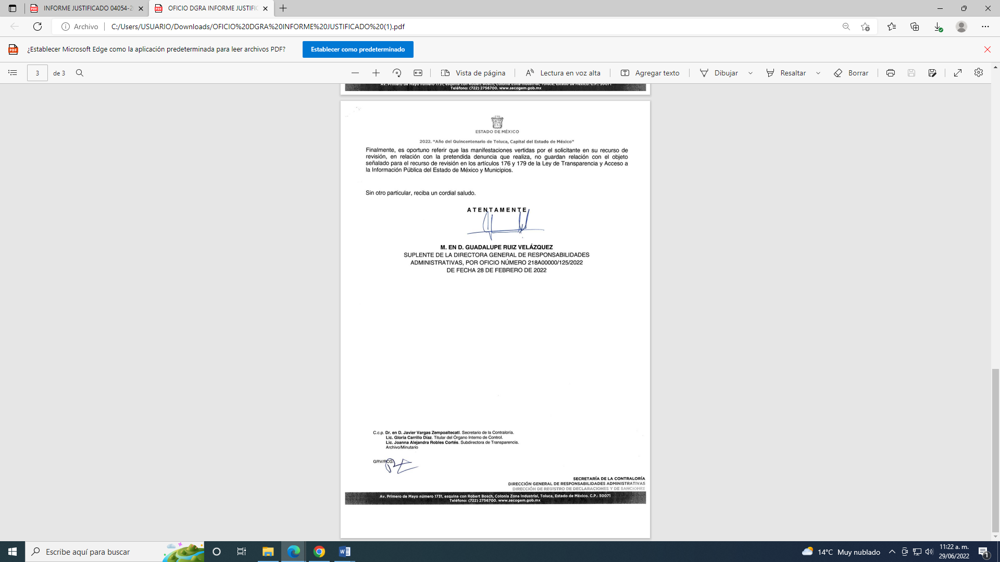 INFORME JUSTIFICADO 04054-2
OFICIO DGRA INFORME JUSTIFIC
Archivo
C:/Users/USUARIO/Downloads/OFICIO%20DGRA%20INFORME%20JUSTIFICADO%20(1).pdf
¿Establecer Microsoft Edge como la aplicación predeterminada para leer archivos PDF?
Establecer como predeterminado
3
de 3
Vista de página
Lectura en voz alta
Agregar texto
Dibujar
Resaltar
Borrar
Av. Primero de Mayo número 1731, esquina con Robert Bosch, Colonia Zona Industrial, Toluca, Estado de México. C.P.: 50071
Teléfono: (722) 2756700. www.secogem.gob.mx
ESTADO DE MÉXICO
2022. “Año del Quincentenario de Toluca, Capital del Estado de México”
Finalmente, es oportuno referir que las manifestaciones vertidas por el solicitante en su recurso de
revisión, en relación con la pretendida denuncia que realiza, no guardan relación con el objeto
señalado para el recurso de revisión en los artículos 176 y 179 de la Ley de Transparencia y Acceso a
la Información Pública del Estado de México y Municipios.
Sin otro particular, reciba un cordial saludo.
A T E N T A M E N T E
M. EN D. GUADALUPE RUIZ VELÁZQUEZ
SUPLENTE DE LA DIRECTORA GENERAL DE RESPONSABILIDADES
ADMINISTRATIVAS, POR OFICIO NÚMERO 218A00000/125/2022
DE FECHA 28 DE FEBRERO DE 2022
C.c.p. Dr. en D. Javier Vargas Zempoaltecatl. Secretario de la Contraloría.
Lic. Gloria Carrillo Díaz. Titular del Órgano Interno de Control.
Lic. Joanna Alejandra Robles Cortés. Subdirectora de Transparencia.
Archivo/Minutario
GRV/RCG
SECRETARÍA DE LA CONTRALORÍA
DIRECCIÓN GENERAL DE RESPONSABILIDADES ADMINISTRATIVAS
DIRECCIÓN DE REGISTRO DE DECLARACIONES Y DE SANCIONES
Av. Primero de Mayo número 1731, esquina con Robert Bosch, Colonia Zona Industrial, Toluca, Estado de México. C.P.: 50071
Teléfono: (722) 2756700. www.secogem.gob.mx
Escribe aquí para buscar
14°C Muy nublado
11:22 a. m.
29/06/2022
1